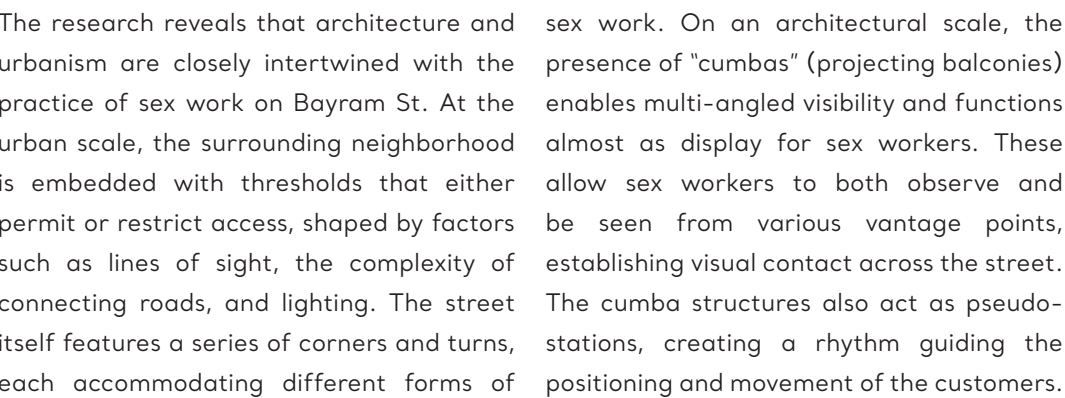 The research reveals that architecture and
urbanism are closely intertwined with the
practice of sex work on Bayram St. At the
urban scale, the surrounding neighborhood
is embedded with thresholds that either
permit or restrict access, shaped by factors
such as lines of sight, the complexity of
connecting roads, and lighting. The street
itself features a series of corners and turns,
each accommodating different forms of
sex work. On an architectural scale, the
presence of “cumbas” (projecting balconies)
enables multi-angled visibility and functions
almost as display for sex workers. These
allow sex workers to both observe and
be seen from various vantage points,
establishing visual contact across the street.
The cumba structures also act as pseudo-
stations, creating a rhythm guiding the
positioning and movement of the customers.